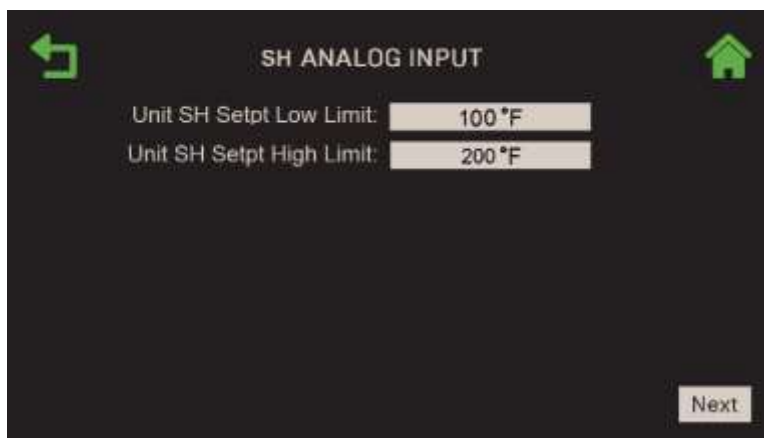 SH ANALOG INPUT
Unit SH Setpt Low Limit: 100 °F
Unit SH Setpt High Limit: 200 °F
Next